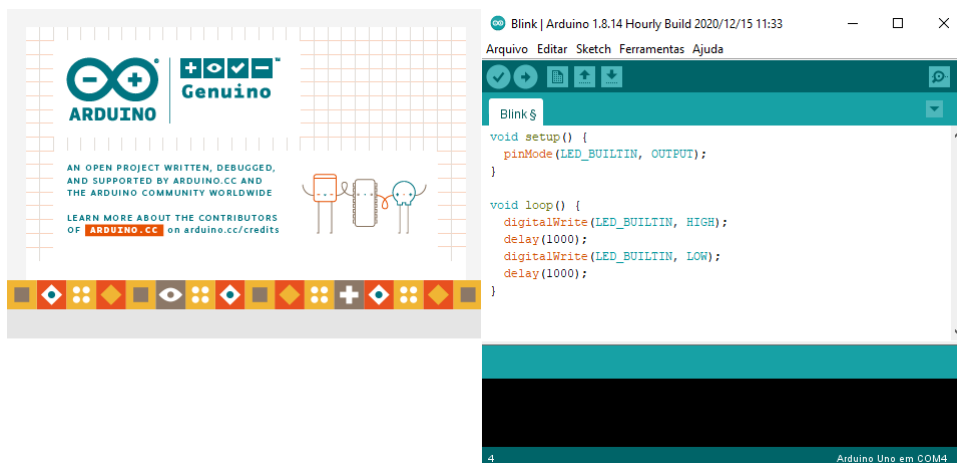 ARDUINO
Genuino™
AN OPEN PROJECT WRITTEN, DEBUGGED,
AND SUPPORTED BY ARDUINO.CC AND
THE ARDUINO COMMUNITY WORLDWIDE
LEARN MORE ABOUT THE CONTRIBUTORS
OF ARDUINO.CC on arduino.cc/credits
Blink | Arduino 1.8.14 Hourly Build 2020/12/15 11:33
Arquivo Editar Sketch Ferramentas Ajuda
Blink §
void setup() {
  pinMode(LED_BUILTIN, OUTPUT);
}
void loop() {
  digitalWrite(LED_BUILTIN, HIGH);
  delay(1000);
  digitalWrite(LED_BUILTIN, LOW);
  delay(1000);
}
4
Arduino Uno em COM4